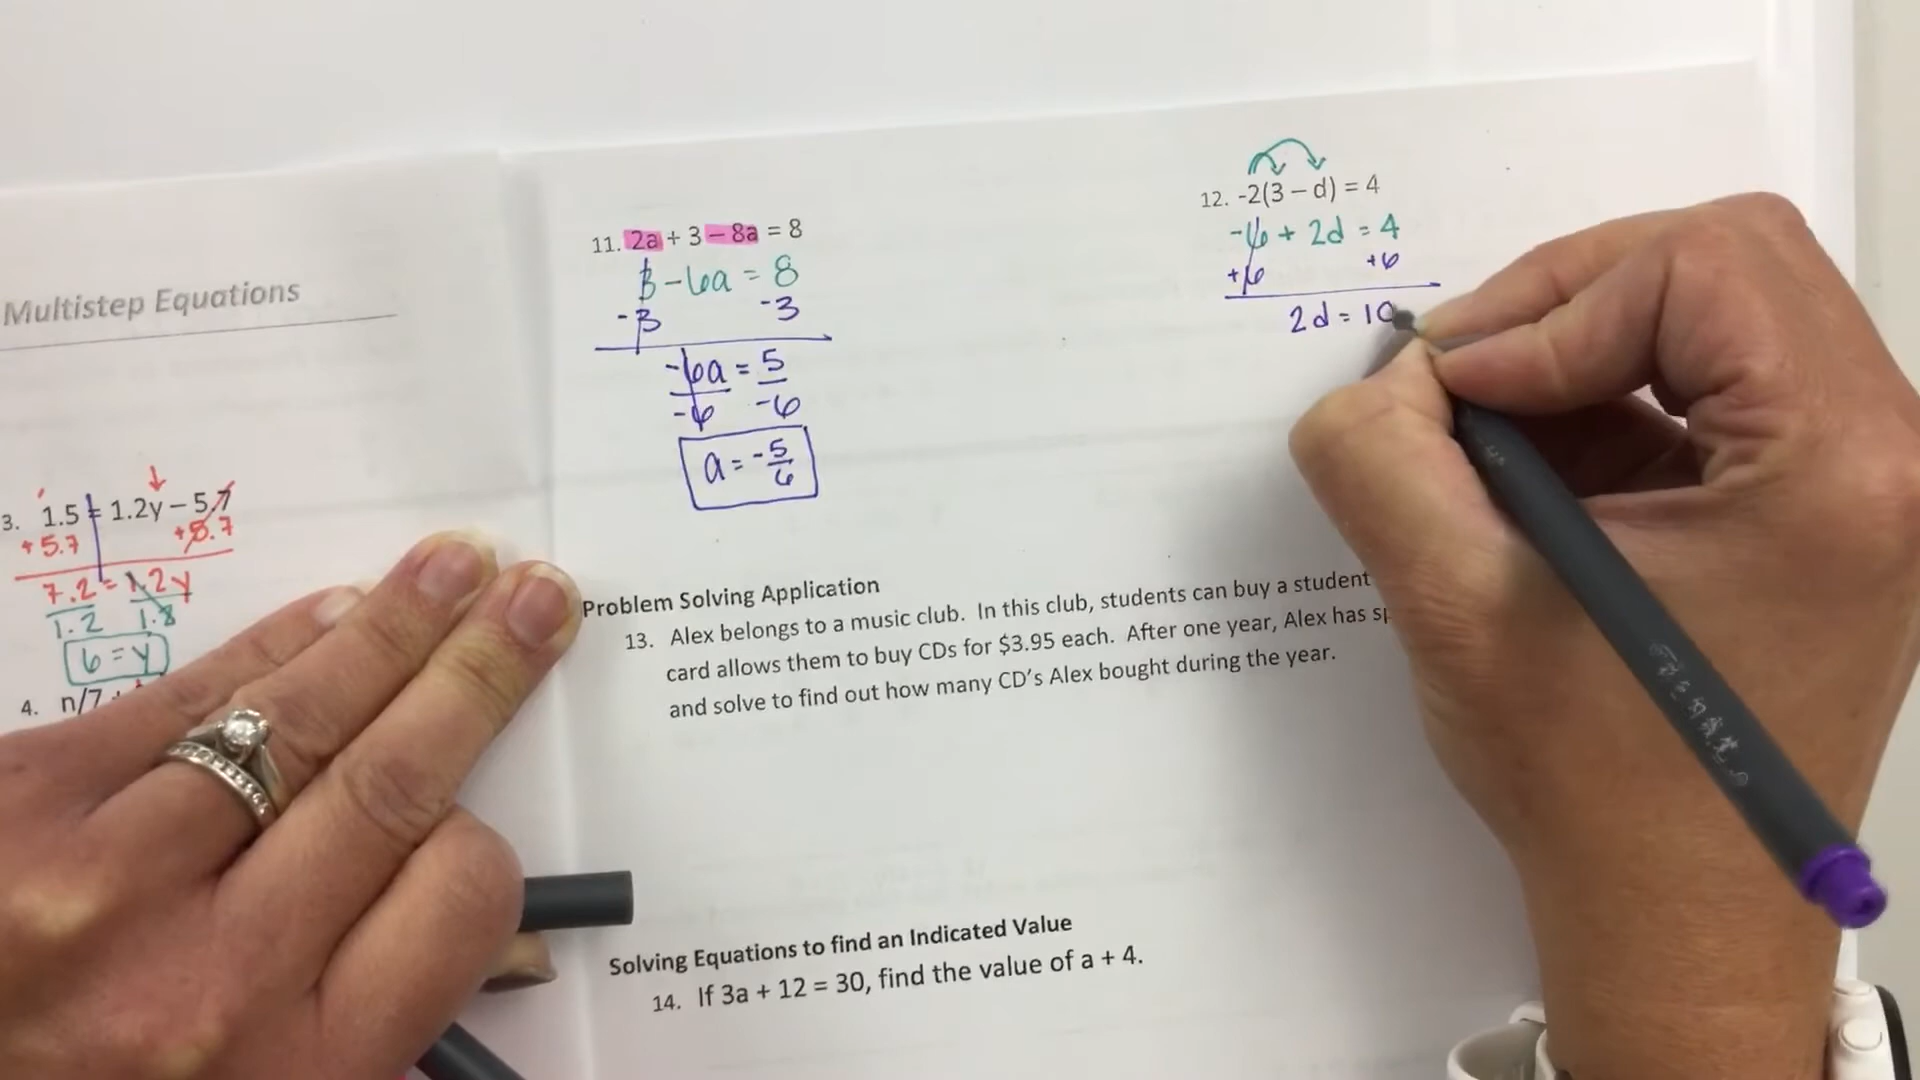 Multistep Equations
3. 1.5 = 1.2y – 5.7
+5.7 +5.7
7.2 = 1.2y
1.2 1.2
6 = y
4. n/7
11. 2a + 3 – 8a = 8
3 - 6a = 8
-3 -3
-6a = 5
-6 -6
a = -5/6
12. -2(3 – d) = 4
-6 + 2d = 4
+6 +6
2d = 10
Problem Solving Application
13. Alex belongs to a music club. In this club, students can buy a student
card allows them to buy CDs for $3.95 each. After one year, Alex has
and solve to find out how many CD's Alex bought during the year.
Solving Equations to find an Indicated Value
14. If 3a + 12 = 30, find the value of a + 4.